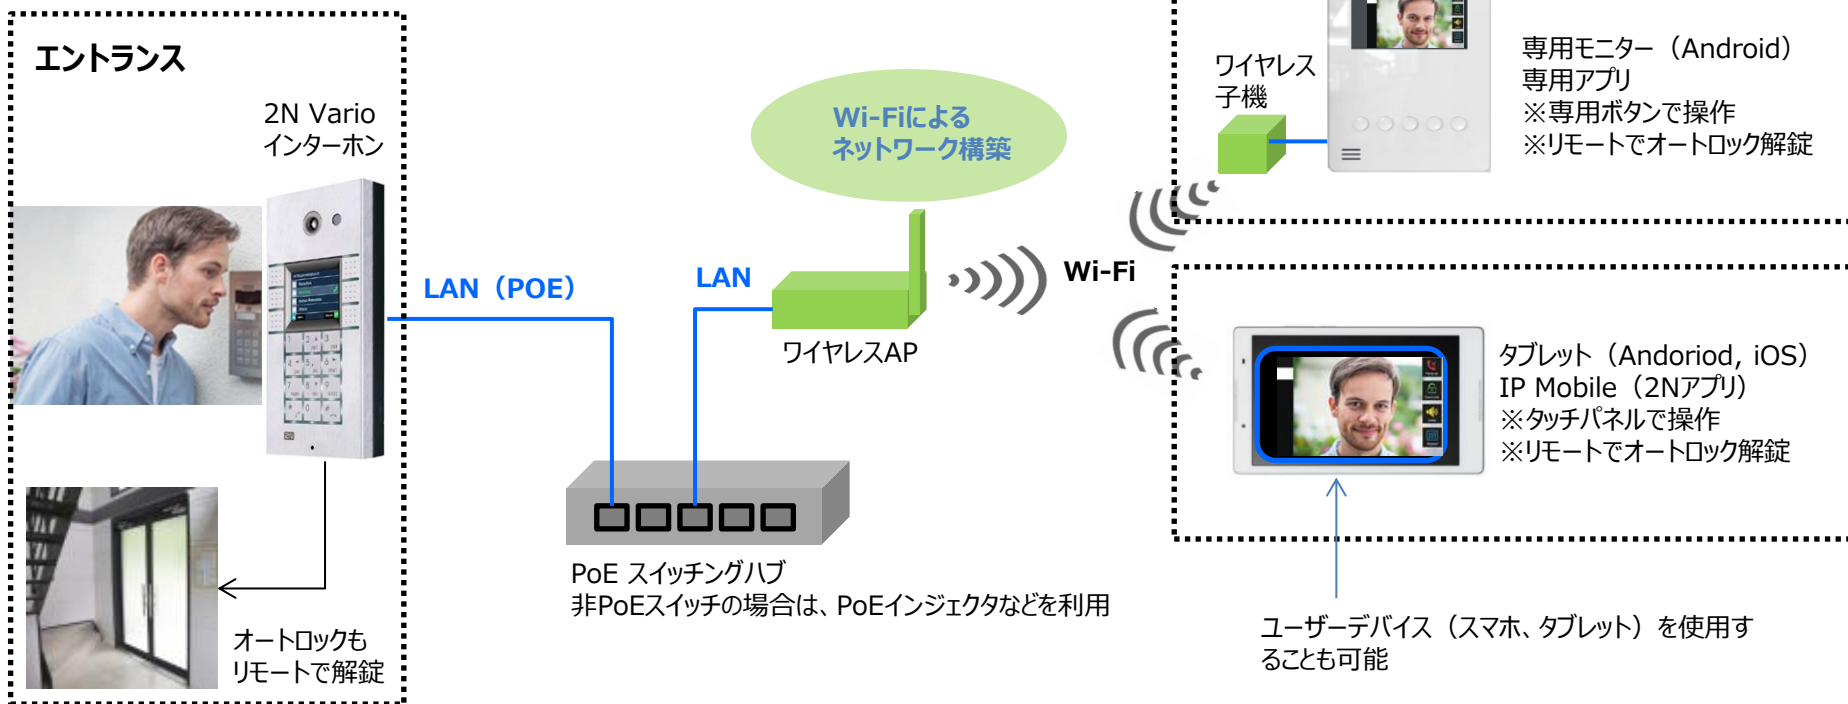 エントランス
2N Vario
インターホン
オートロックも
リモートで解錠
LAN（POE）
LAN
Wi-Fiによる
ネットワーク構築
ワイヤレスAP
PoE スイッチングハブ
非PoEスイッチの場合は、PoEインジェクタなどを利用
Wi-Fi
ワイヤレス
子機
専用モニター（Android）
専用アプリ
※専用ボタンで操作
※リモートでオートロック解錠
タブレット（Andoriod, iOS）
IP Mobile（2Nアプリ）
※タッチパネルで操作
※リモートでオートロック解錠
ユーザーデバイス（スマホ、タブレット）を使用す
ることも可能